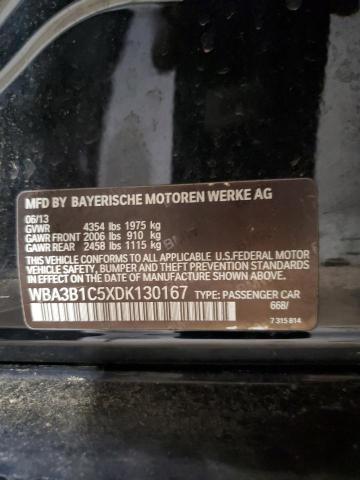 MFD BY BAYERISCHE MOTOREN WERKE AG
06/13
GVWR 4354 lbs 1975 kg
GAWR FRONT 2006 lbs 910 kg
GAWR REAR 2458 lbs 1115 kg
THIS VEHICLE CONFORMS TO ALL APPLICABLE U.S.FEDERAL MOTOR
VEHICLE SAFETY, BUMPER, AND THEFT PREVENTION STANDARDS
IN EFFECT ON THE DATE OF MANUFACTURE SHOWN ABOVE.
WBA3B1C5XDK130167 TYPE: PASSENGER CAR
668/
7 315 814